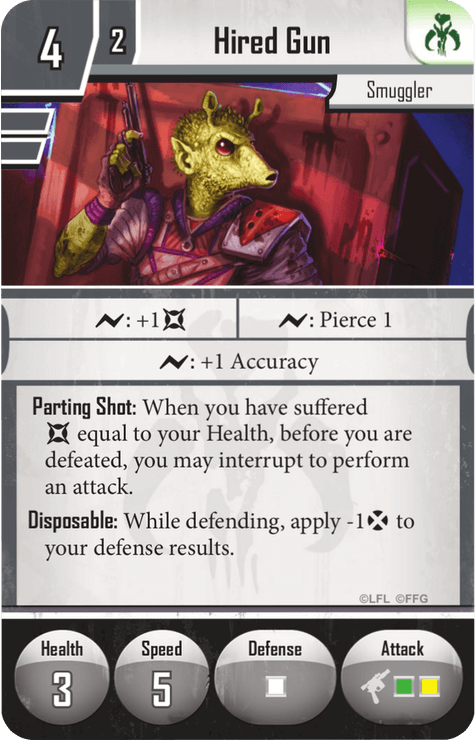 4
2
Hired Gun
Smuggler
: +1
: Pierce 1
: +1 Accuracy
Parting Shot: When you have suffered
equal to your Health, before you are
defeated, you may interrupt to perform
an attack.
Disposable: While defending, apply -1 to
your defense results.
©LFL ©FFG
Health
3
Speed
5
Defense
Attack